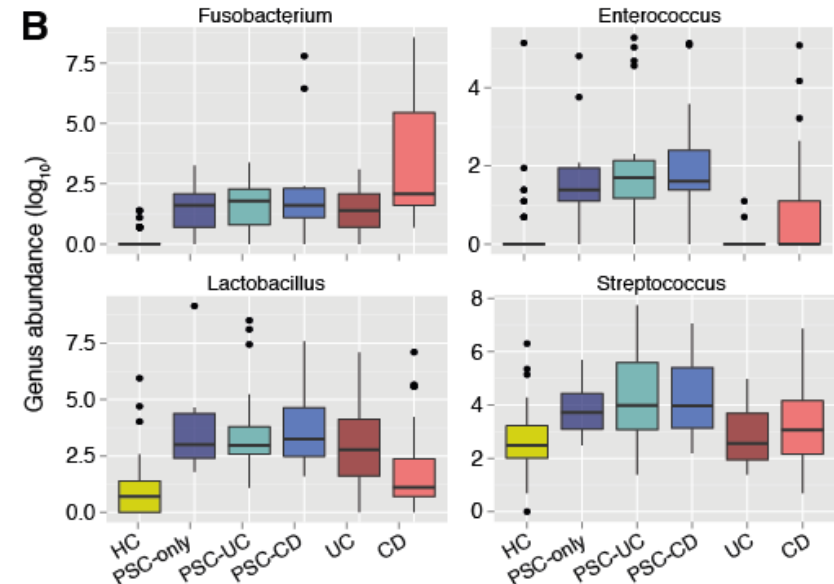 B
Fusobacterium
Enterococcus
Genus abundance (log10)
7.5
5.0
2.5
0.0
4
2
0
Lactobacillus
Streptococcus
7.5
5.0
2.5
0.0
8
6
4
2
0
HC
PSC-only
PSC-UC
PSC-CD
UC
CD
HC
PSC-only
PSC-UC
PSC-CD
UC
CD